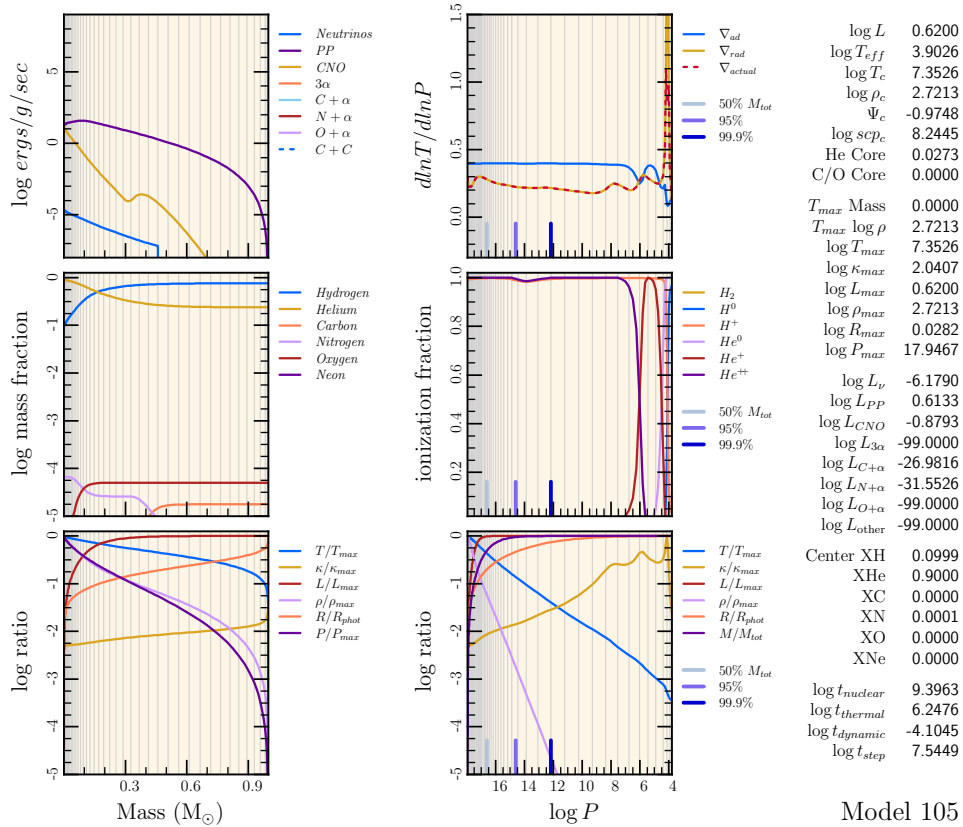 log ergs/g/sec
5
0
-5
Neutrinos
PP
CNO
3α
C + α
N + α
O + α
C + C
dlnT/dlnP
1.5
1.0
0.5
0.0
∇ad
∇rad
∇actual
50% Mtot
95%
99.9%
log mass fraction
0
-1
-2
-3
-4
-5
Hydrogen
Helium
Carbon
Nitrogen
Oxygen
Neon
ionization fraction
1.0
0.8
0.6
0.4
0.2
H2
H0
H+
He0
He+
He++
50% Mtot
95%
99.9%
log ratio
0
-1
-2
-3
-4
-5
0.3
0.6
0.9
Mass (M⊙)
T/Tmax
κ/κmax
L/Lmax
ρ/ρmax
R/Rphot
P/Pmax
log ratio
0
-1
-2
-3
-4
-5
16
14
12
10
8
6
4
log P
T/Tmax
κ/κmax
L/Lmax
ρ/ρmax
R/Rphot
M/Mtot
50% Mtot
95%
99.9%
log L 0.6200
log Teff 3.9026
log Tc 7.3526
log ρc 2.7213
Ψc -0.9748
log scpc 8.2445
He Core 0.0273
C/O Core 0.0000
Tmax Mass 0.0000
Tmax log ρ 2.7213
log Tmax 7.3526
log κmax 2.0407
log Lmax 0.6200
log ρmax 2.7213
log Rmax 0.0282
log Pmax 17.9467
log Lν -6.1790
log LPP 0.6133
log LCNO -0.8793
log L3α -99.0000
log LC+α -26.9816
log LN+α -31.5526
log LO+α -99.0000
log Lother -99.0000
Center XH 0.0999
XHe 0.9000
XC 0.0000
XN 0.0001
XO 0.0000
XNe 0.0000
log tnuclear 9.3963
log tthermal 6.2476
log tdynamic -4.1045
log tstep 7.5449
Model 105